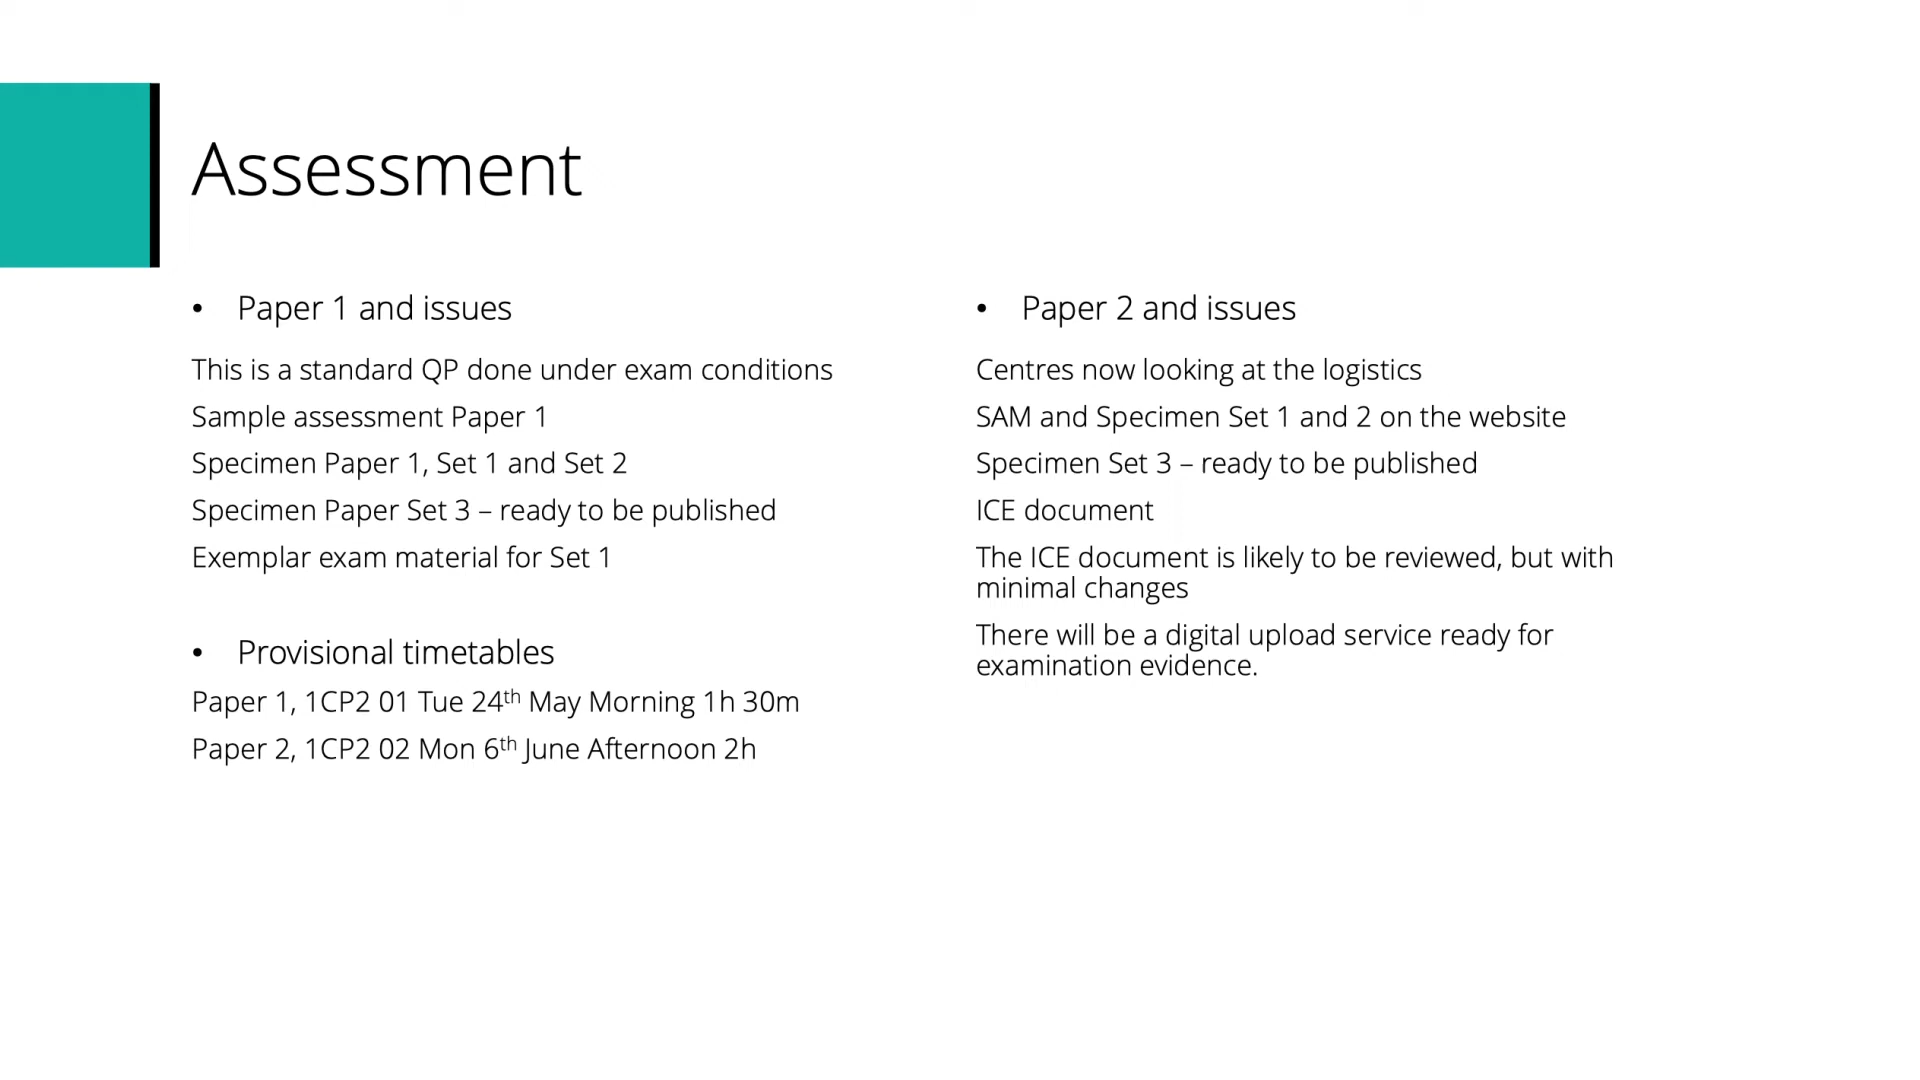 Assessment
• Paper 1 and issues
This is a standard QP done under exam conditions
Sample assessment Paper 1
Specimen Paper 1, Set 1 and Set 2
Specimen Paper Set 3 – ready to be published
Exemplar exam material for Set 1
• Provisional timetables
Paper 1, 1CP2 01 Tue 24th May Morning 1h 30m
Paper 2, 1CP2 02 Mon 6th June Afternoon 2h
• Paper 2 and issues
Centres now looking at the logistics
SAM and Specimen Set 1 and 2 on the website
Specimen Set 3 – ready to be published
ICE document
The ICE document is likely to be reviewed, but with
minimal changes
There will be a digital upload service ready for
examination evidence.